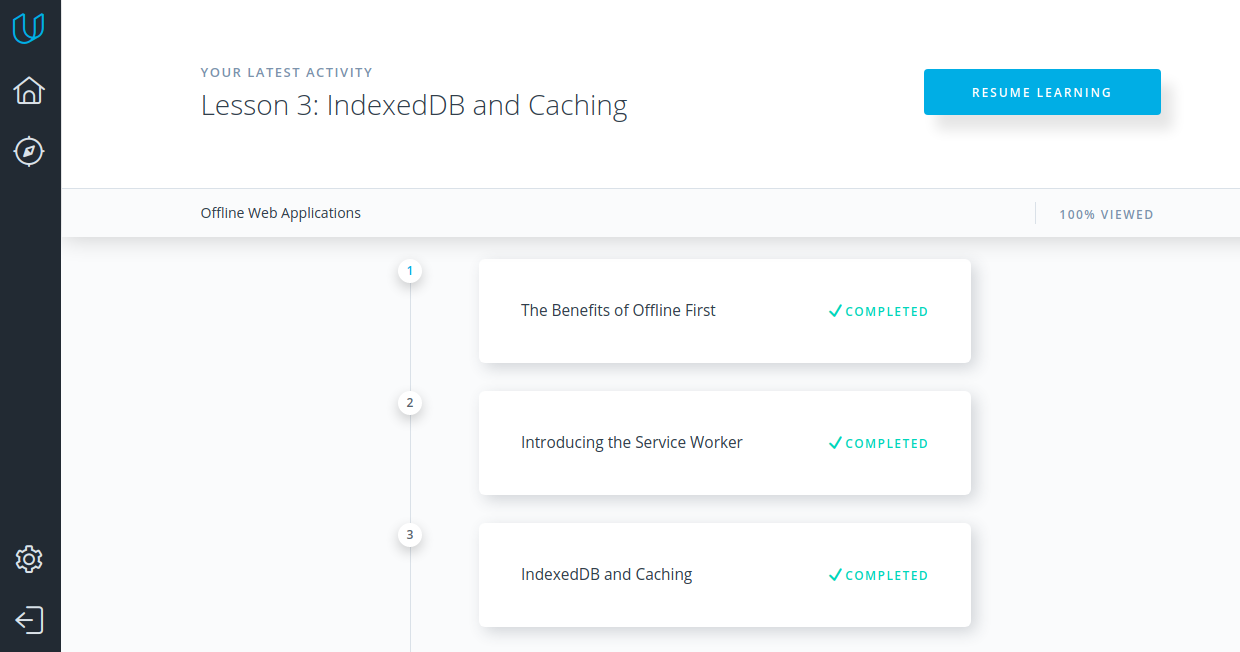 YOUR LATEST ACTIVITY
Lesson 3: IndexedDB and Caching
RESUME LEARNING
Offline Web Applications
100% VIEWED
1
The Benefits of Offline First
COMPLETED
2
Introducing the Service Worker
COMPLETED
3
IndexedDB and Caching
COMPLETED